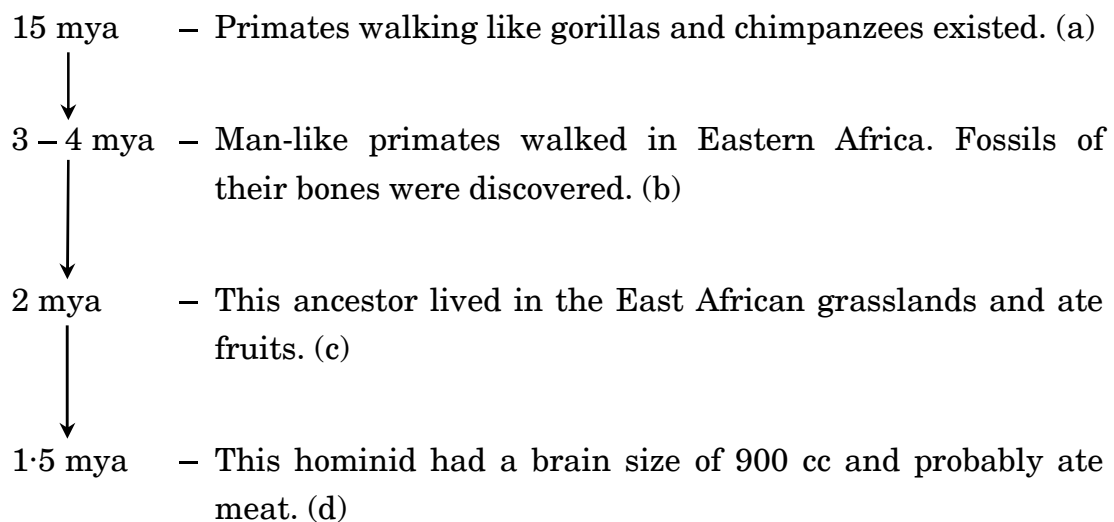 15 mya – Primates walking like gorillas and chimpanzees existed. (a)
3 – 4 mya – Man-like primates walked in Eastern Africa. Fossils of
their bones were discovered. (b)
2 mya – This ancestor lived in the East African grasslands and ate
fruits. (c)
1·5 mya – This hominid had a brain size of 900 cc and probably ate
meat. (d)